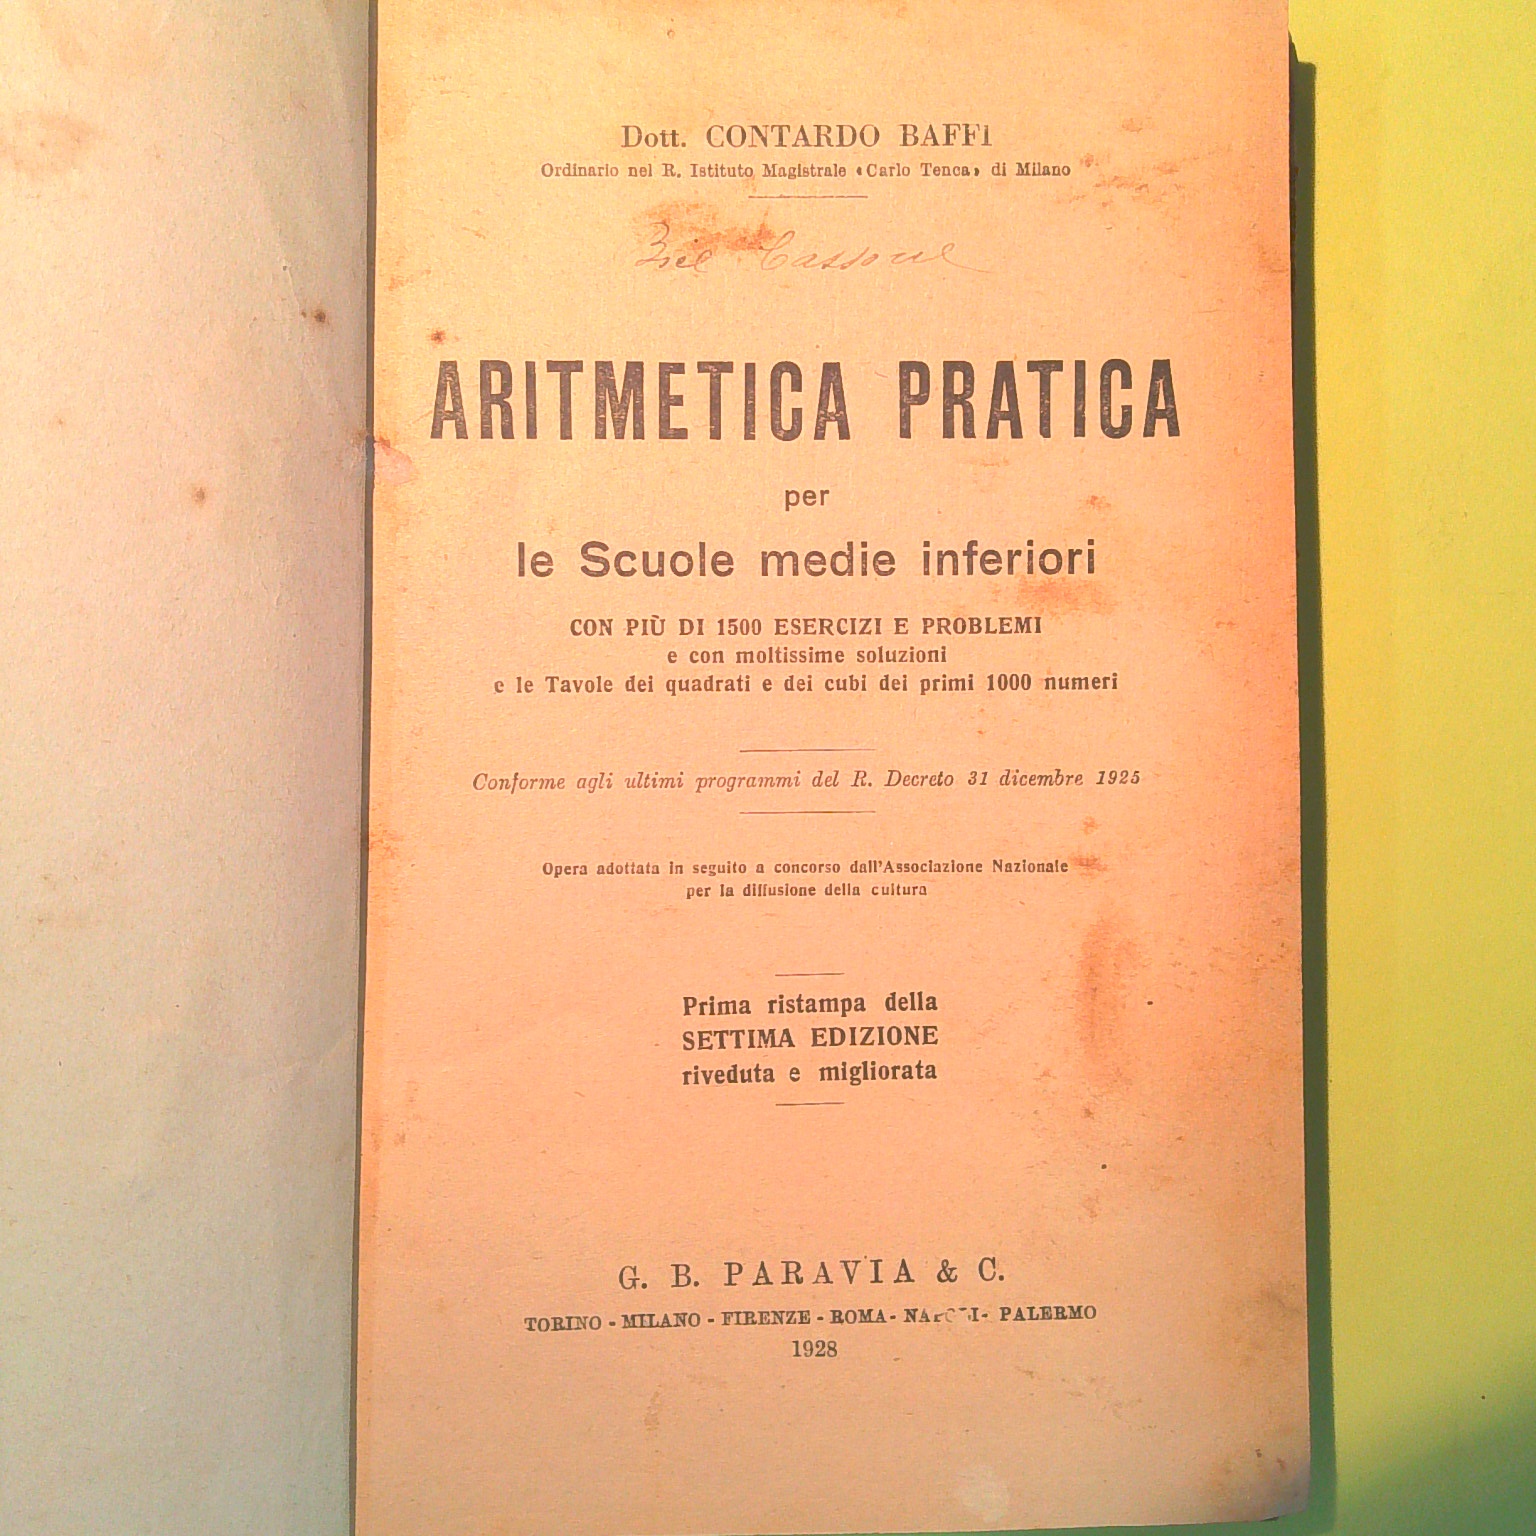 Dott. CONTARDO BAFFI
Ordinario nel R. Istituto Magistrale «Carlo Tenca» di Milano
Cassone
ARITMETICA PRATICA
per
le Scuole medie inferiori
CON PIÙ DI 1500 ESERCIZI E PROBLEMI
e con moltissime soluzioni
e le Tavole dei quadrati e dei cubi dei primi 1000 numeri
Conforme agli ultimi programmi del R. Decreto 31 dicembre 1925
Opera adottata in seguito a concorso dall'Associazione Nazionale
per la diffusione della cultura
Prima ristampa della
SETTIMA EDIZIONE
riveduta e migliorata
G. B. PARAVIA & C.
TORINO - MILANO - FIRENZE - ROMA - NAPOLI - PALERMO
1928